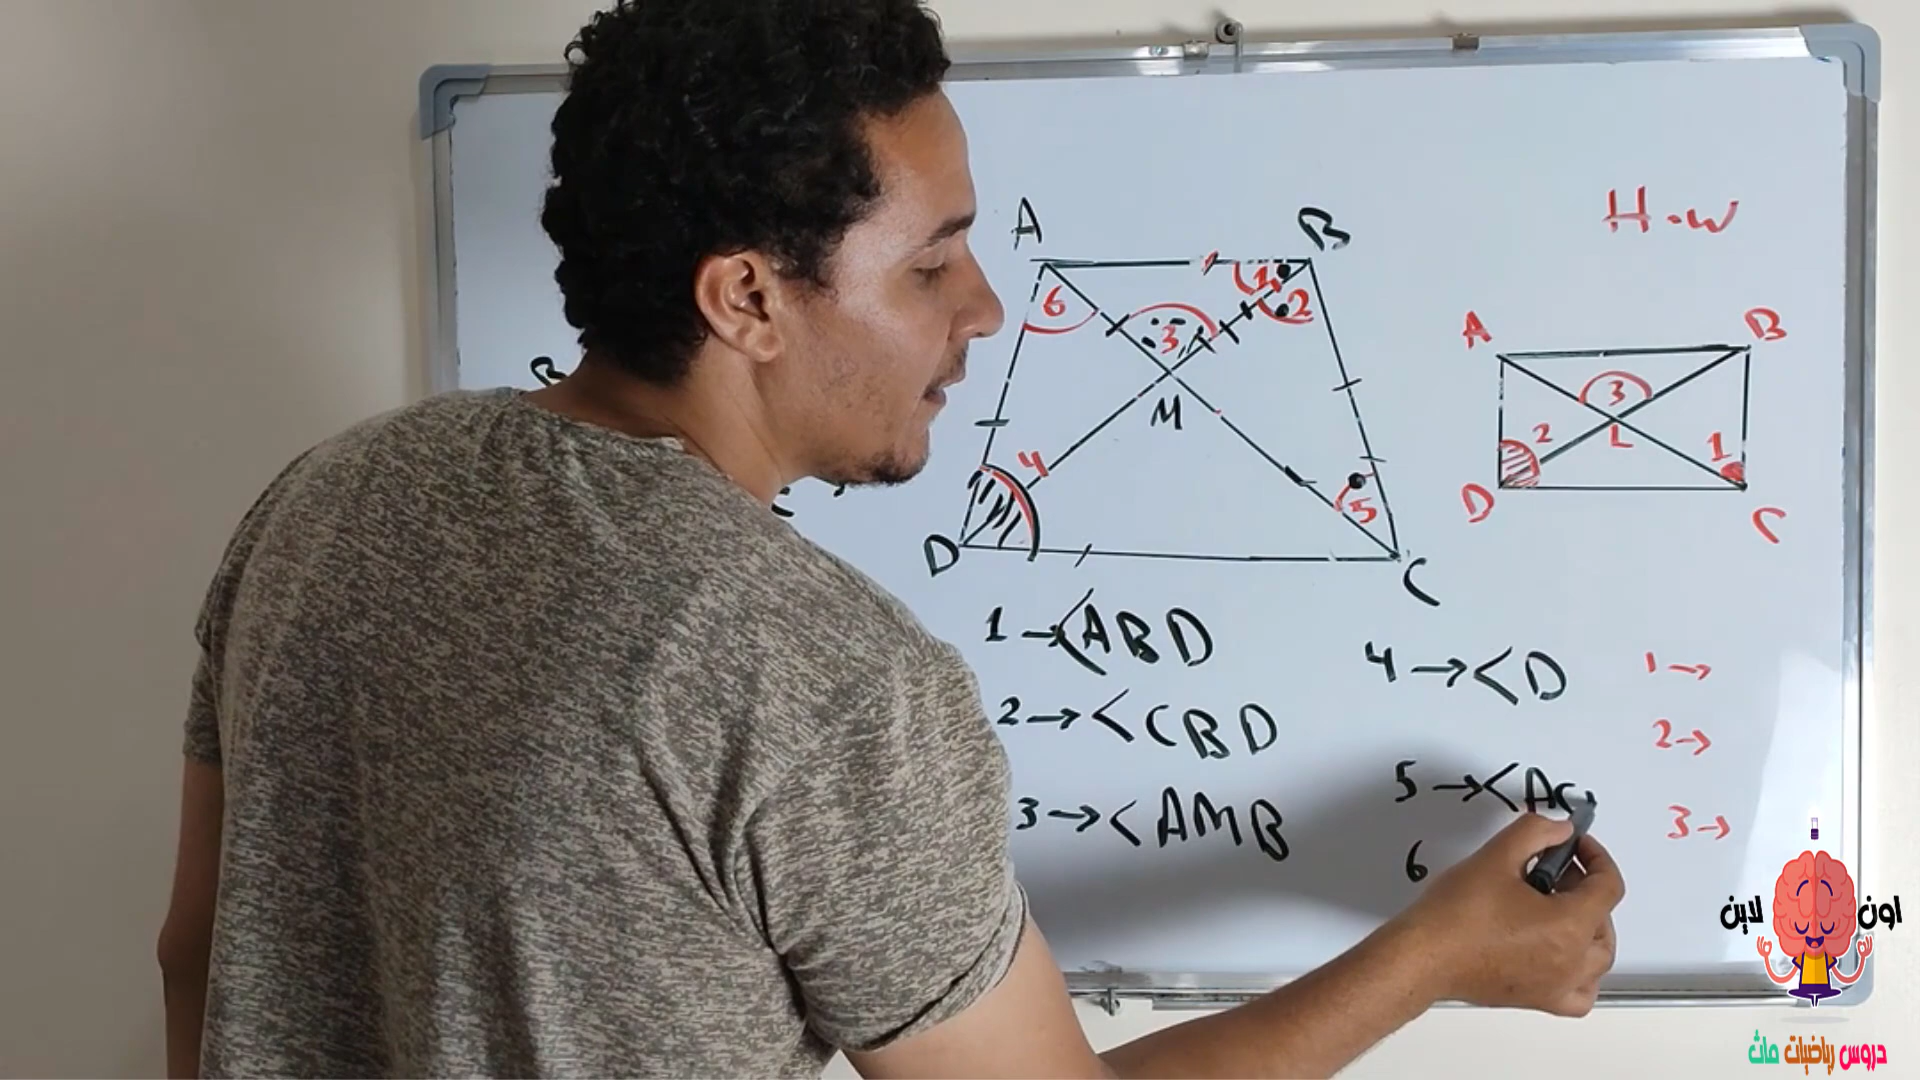 H.w
A
B
6
1
2
3
M
4
5
D
C
A
B
3
2
L
1
D
C
1 → <ABD
2 → <CBD
3 → <AMB
4 → <D
5 → <AC
6
1 →
2 →
3 →
اون لاين
دروس رياضيات ماث